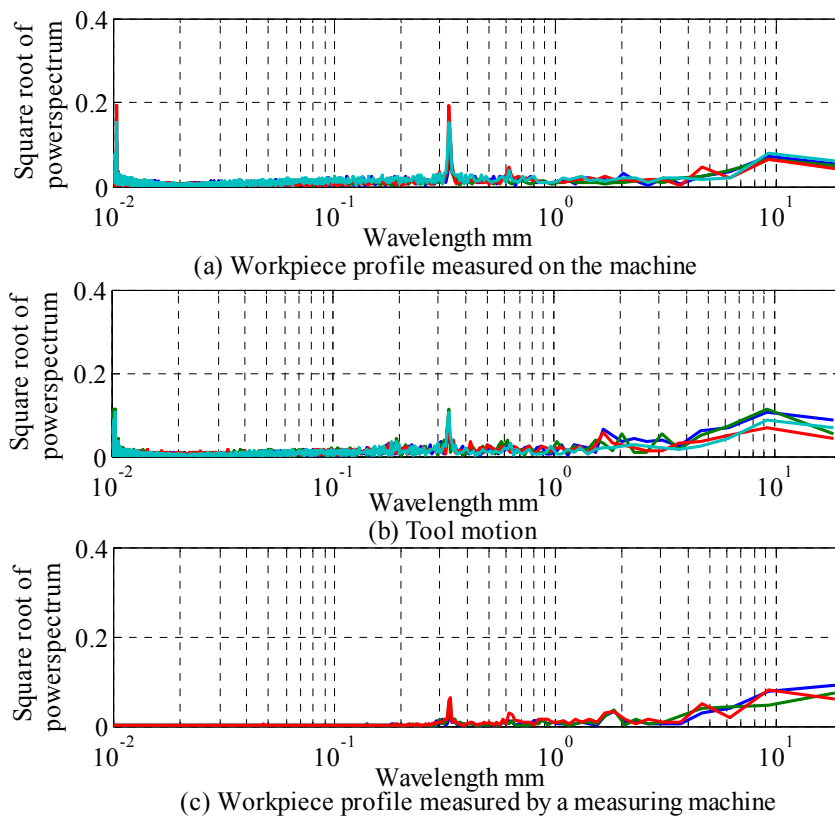 Square root of
powerspectrum
0.4
0.2
0
10^-2
10^-1
10^0
10^1
Wavelength mm
(a) Workpiece profile measured on the machine
Square root of
powerspectrum
0.4
0.2
0
10^-2
10^-1
10^0
10^1
Wavelength mm
(b) Tool motion
Square root of
powerspectrum
0.4
0.2
0
10^-2
10^-1
10^0
10^1
Wavelength mm
(c) Workpiece profile measured by a measuring machine